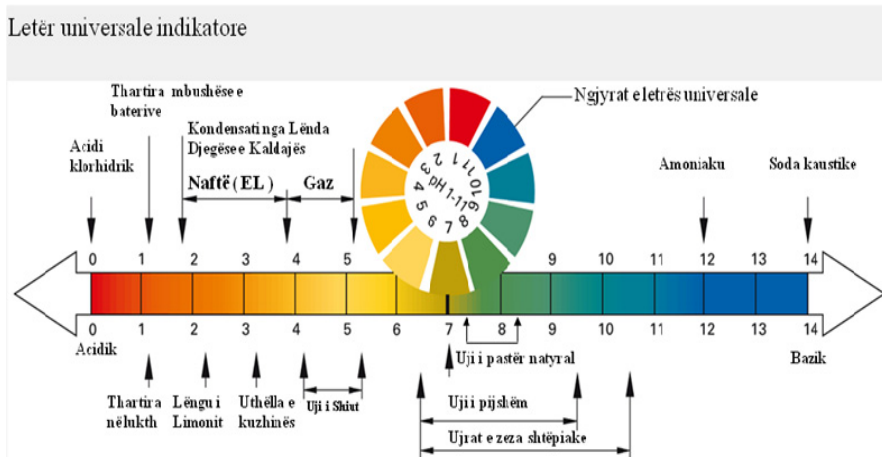 Letër universale indikatore
Thartira mbushëse e
baterive
Acidi
klorhidrik
Kondensati nga Lënda
Djegëse e Kaldajës
Naftë (EL)
Gaz
Ngjyrat e letrës universale
Amoniaku
Soda kaustike
pH 1-11
1 2 3 4 5 6 7 8 9 10 11
0 1 2 3 4 5 9 10 11 12 13 14
0 1 2 3 4 5 6 7 8 9 10 11 12 13 14
Acidik
Bazik
Thartira
nëlukth
Lëngu i
Limonit
Uthëlla e
kuzhinës
Uji i Shiut
Uji i pastër natyral
Uji i pijshëm
Ujrat e zeza shtëpiake